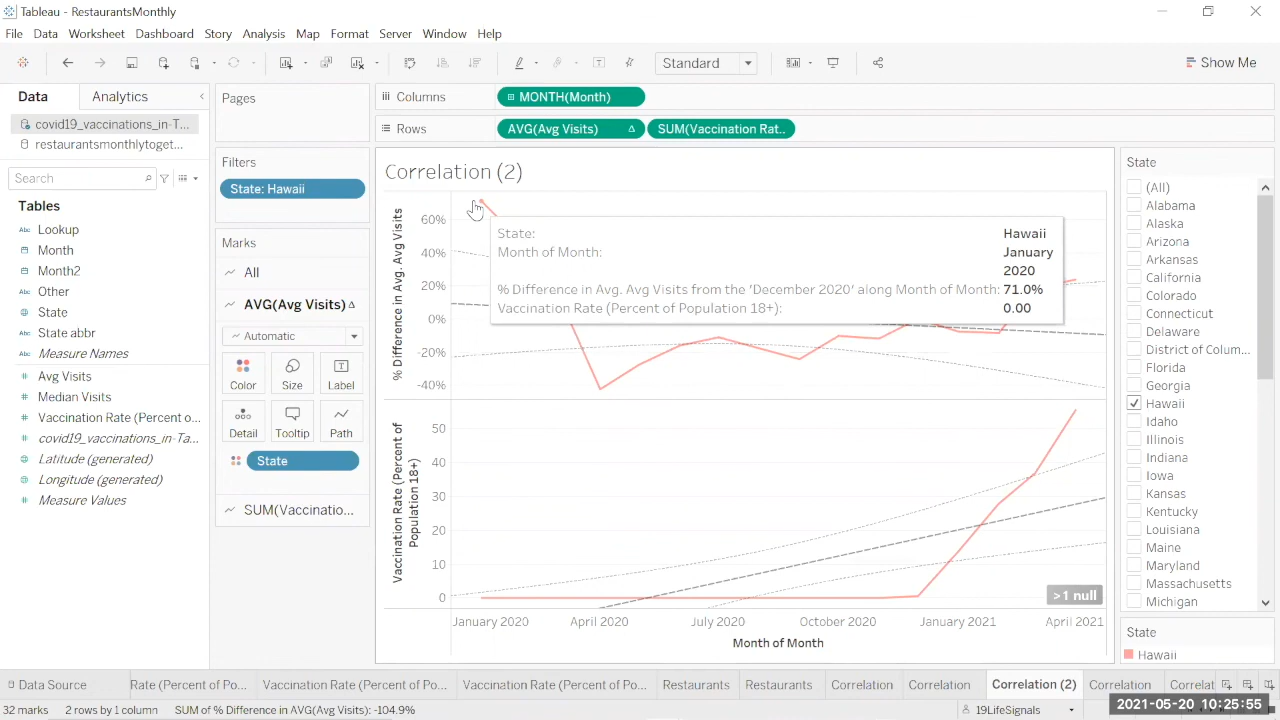 Tableau - RestaurantsMonthly
File Data Worksheet Dashboard Story Analysis Map Format Server Window Help
Standard
Show Me
Data Analytics
covid19_vaccinations_in-T...
restaurantsmonthlytoget...
Search
Tables
Abc Lookup
Month
Abc Month2
Abc Other
State
Abc State abbr
Abc Measure Names
# Avg Visits
# Median Visits
# Vaccination Rate (Percent o...
# covid19_vaccinations_in-Ta...
Latitude (generated)
Longitude (generated)
# Measure Values
Pages
Filters
State: Hawaii
Marks
All
AVG(Avg Visits) Δ
Automatic
Color Size Label
Detail Tooltip Path
State
SUM(Vaccinatio...
Columns MONTH(Month)
Rows AVG(Avg Visits) Δ SUM(Vaccination Rat..
Correlation (2)
% Difference in Avg. Avg Visits
60%
40%
20%
0%
-20%
-40%
State: Hawaii
Month of Month: January
2020
% Difference in Avg. Avg Visits from the 'December 2020' along Month of Month: 71.0%
Vaccination Rate (Percent of Population 18+): 0.00
Vaccination Rate (Percent of
Population 18+)
50
40
30
20
10
0
>1 null
January 2020 April 2020 July 2020 October 2020 January 2021 April 2021
Month of Month
State
(All)
Alabama
Alaska
Arizona
Arkansas
California
Colorado
Connecticut
Delaware
District of Colum...
Florida
Georgia
Hawaii
Idaho
Illinois
Indiana
Iowa
Kansas
Kentucky
Louisiana
Maine
Maryland
Massachusetts
Michigan
State
Hawaii
Data Source Rate (Percent of Po... Vaccination Rate (Percent of Po... Vaccination Rate (Percent of Po... Restaurants Restaurants Correlation Correlation Correlation (2) Correlation Correlat
32 marks 2 rows by 1 column SUM of % Difference in AVG(Avg Visits): -104.9% 19LifeSignals
2021-05-20 10:25:55